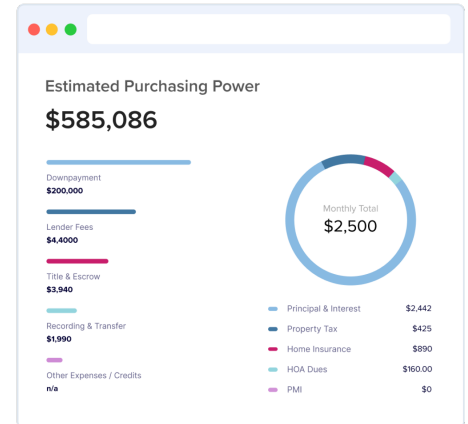 Estimated Purchasing Power
$585,086
Downpayment
$200,000
Lender Fees
$4,4000
Title & Escrow
$3,940
Recording & Transfer
$1,990
Other Expenses / Credits
n/a
Monthly Total
$2,500
Principal & Interest $2,442
Property Tax $425
Home Insurance $890
HOA Dues $160.00
PMI $0